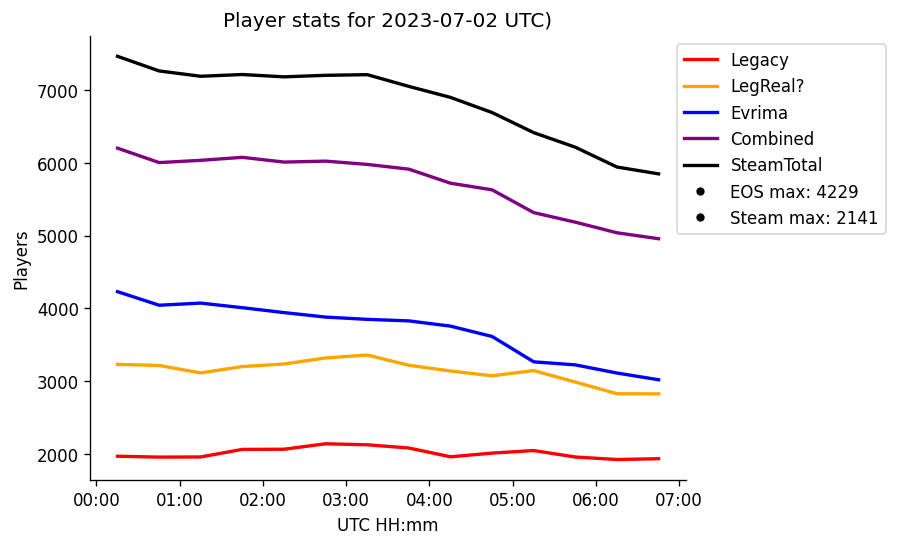 Player stats for 2023-07-02 UTC)
Legacy
LegReal?
Evrima
Combined
SteamTotal
EOS max: 4229
Steam max: 2141
Players
7000
6000
5000
4000
3000
2000
00:00 01:00 02:00 03:00 04:00 05:00 06:00 07:00
UTC HH:mm